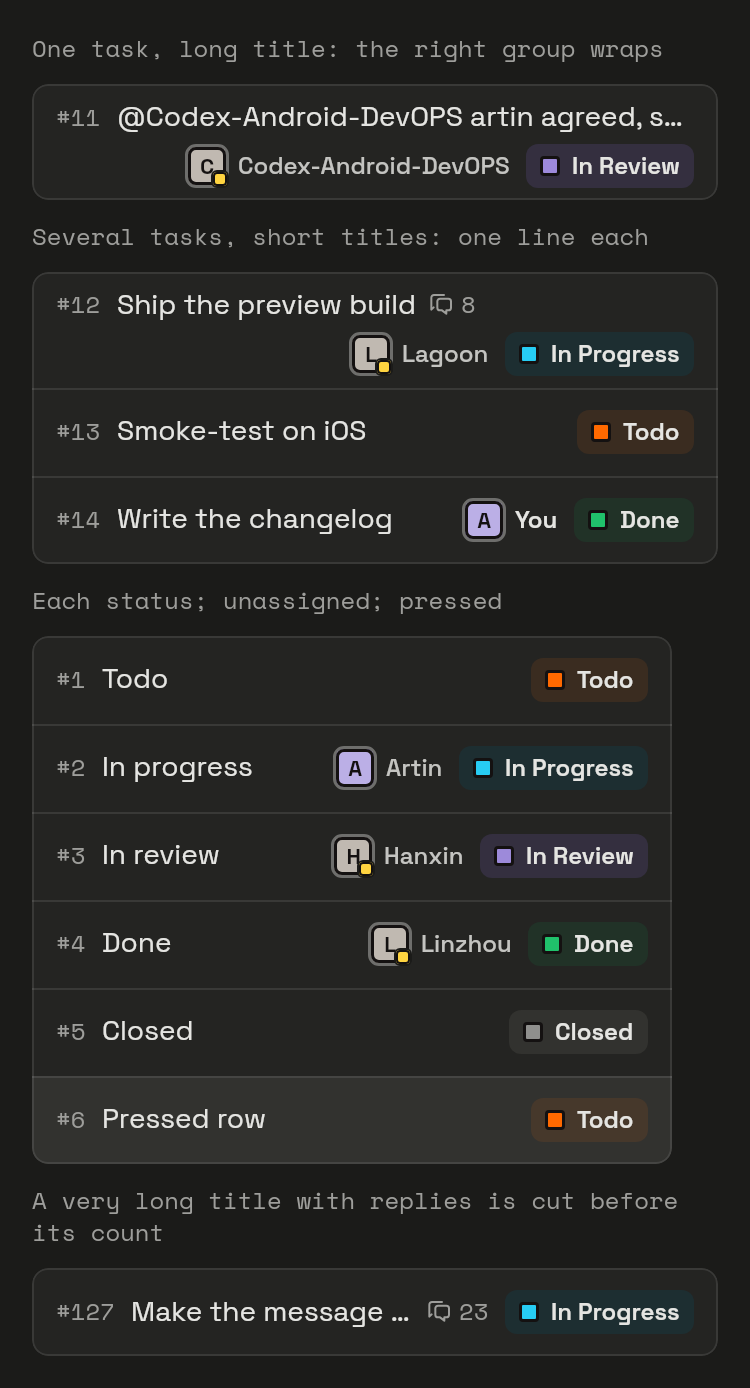 One task, long title: the right group wraps
#11 @Codex-Android-DevOPS artin agreed, s…
C Codex-Android-DevOPS In Review
Several tasks, short titles: one line each
#12 Ship the preview build 8
L Lagoon In Progress
#13 Smoke-test on iOS Todo
#14 Write the changelog A You Done
Each status; unassigned; pressed
#1 Todo Todo
#2 In progress A Artin In Progress
#3 In review H Hanxin In Review
#4 Done L Linzhou Done
#5 Closed Closed
#6 Pressed row Todo
A very long title with replies is cut before
its count
#127 Make the message … 23 In Progress